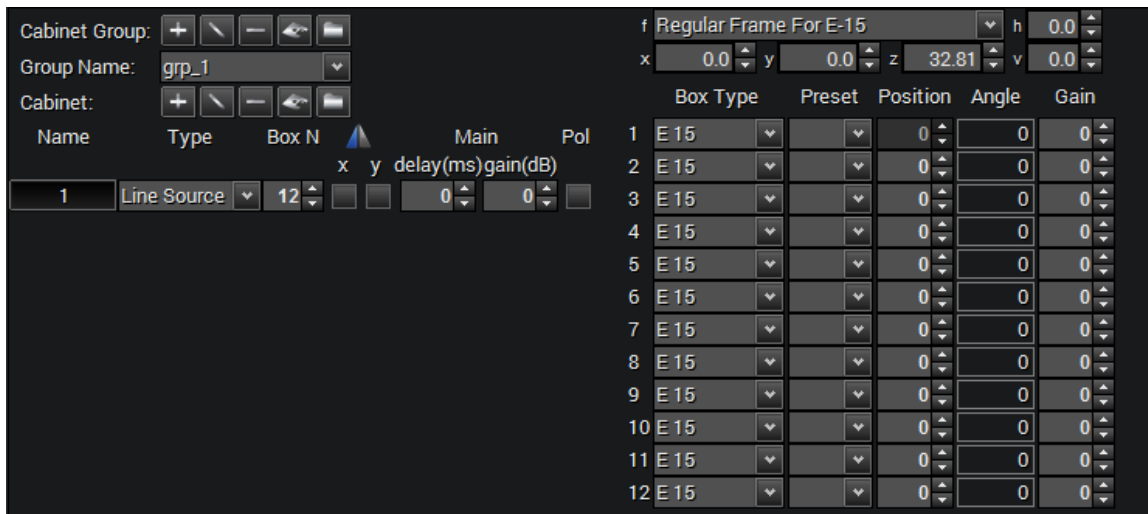 Cabinet Group:
Group Name: grp_1
Cabinet:
Name Type Box N Main Pol
x y delay(ms) gain(dB)
1 Line Source 12 0 0
f Regular Frame For E-15 h 0.0
x 0.0 y 0.0 z 32.81 v 0.0
Box Type Preset Position Angle Gain
1 E 15 0 0 0
2 E 15 0 0 0
3 E 15 0 0 0
4 E 15 0 0 0
5 E 15 0 0 0
6 E 15 0 0 0
7 E 15 0 0 0
8 E 15 0 0 0
9 E 15 0 0 0
10 E 15 0 0 0
11 E 15 0 0 0
12 E 15 0 0 0